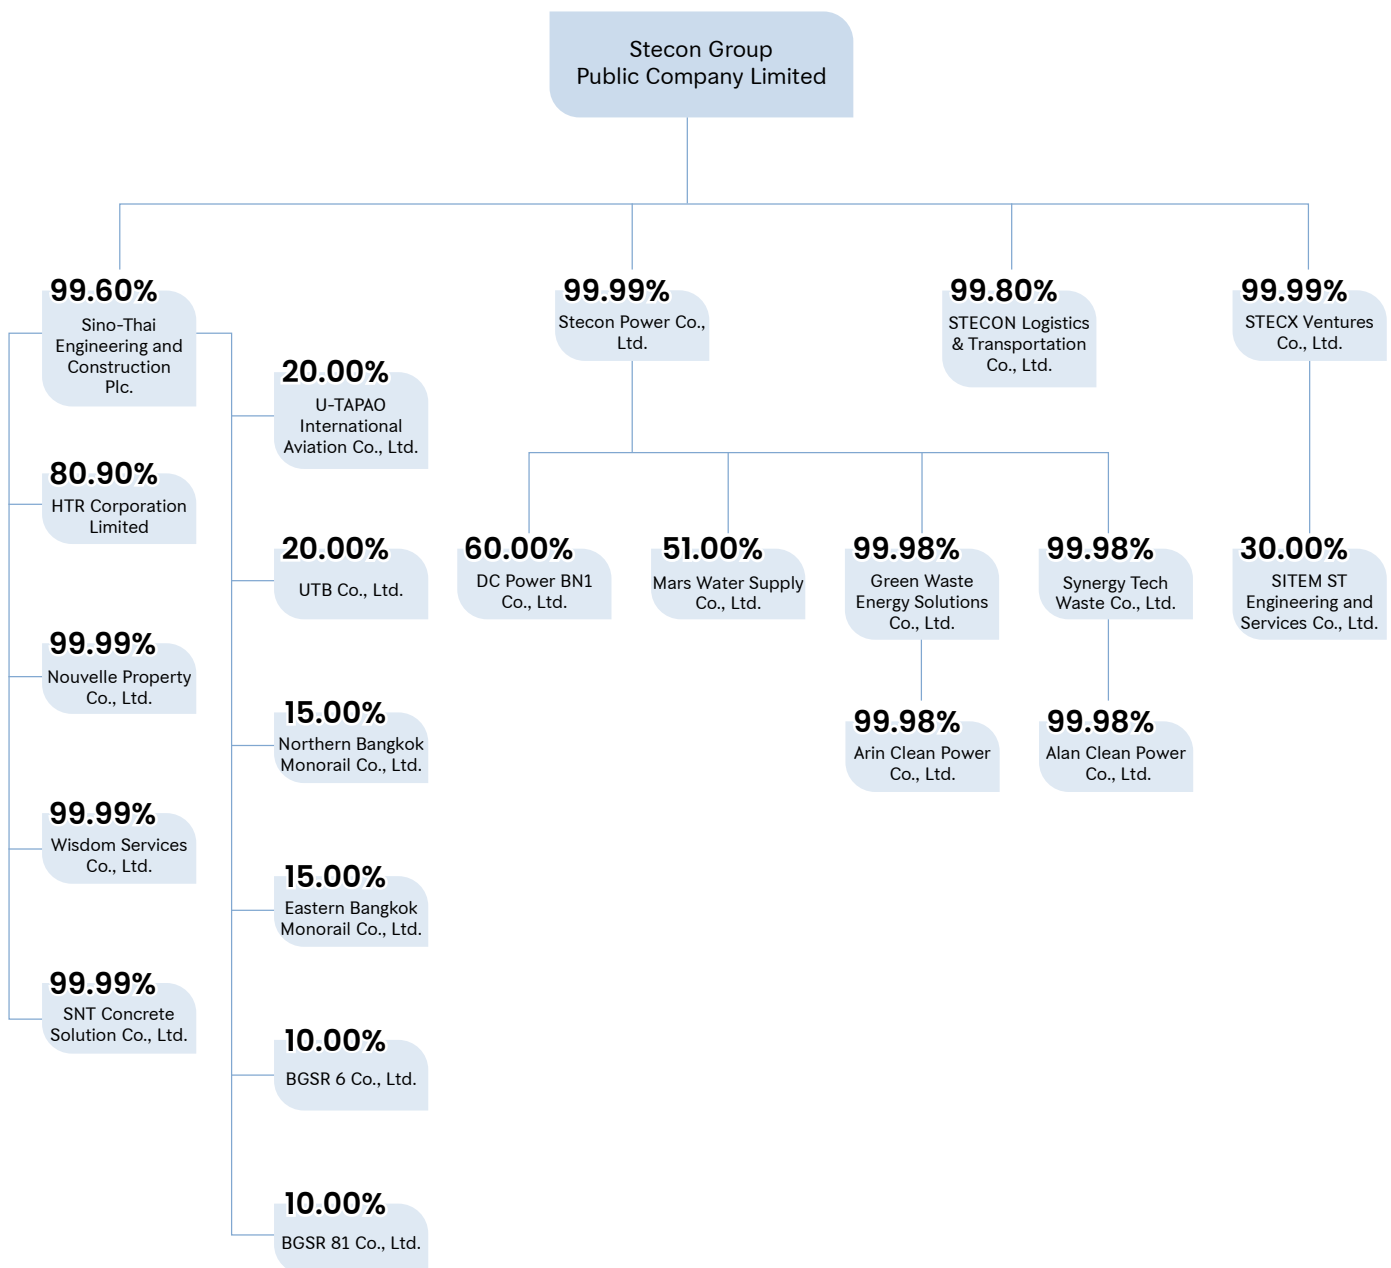 Stecon Group
Public Company Limited
99.60%
Sino-Thai
Engineering and
Construction
Plc.
80.90%
HTR Corporation
Limited
99.99%
Nouvelle Property
Co., Ltd.
99.99%
Wisdom Services
Co., Ltd.
99.99%
SNT Concrete
Solution Co., Ltd.
20.00%
U-TAPAO
International
Aviation Co., Ltd.
20.00%
UTB Co., Ltd.
15.00%
Northern Bangkok
Monorail Co., Ltd.
15.00%
Eastern Bangkok
Monorail Co., Ltd.
10.00%
BGSR 6 Co., Ltd.
10.00%
BGSR 81 Co., Ltd.
99.99%
Stecon Power Co.,
Ltd.
60.00%
DC Power BN1
Co., Ltd.
51.00%
Mars Water Supply
Co., Ltd.
99.98%
Green Waste
Energy Solutions
Co., Ltd.
99.98%
Arin Clean Power
Co., Ltd.
99.98%
Synergy Tech
Waste Co., Ltd.
99.98%
Alan Clean Power
Co., Ltd.
99.80%
STECON Logistics
& Transportation
Co., Ltd.
99.99%
STECX Ventures
Co., Ltd.
30.00%
SITEM ST
Engineering and
Services Co., Ltd.